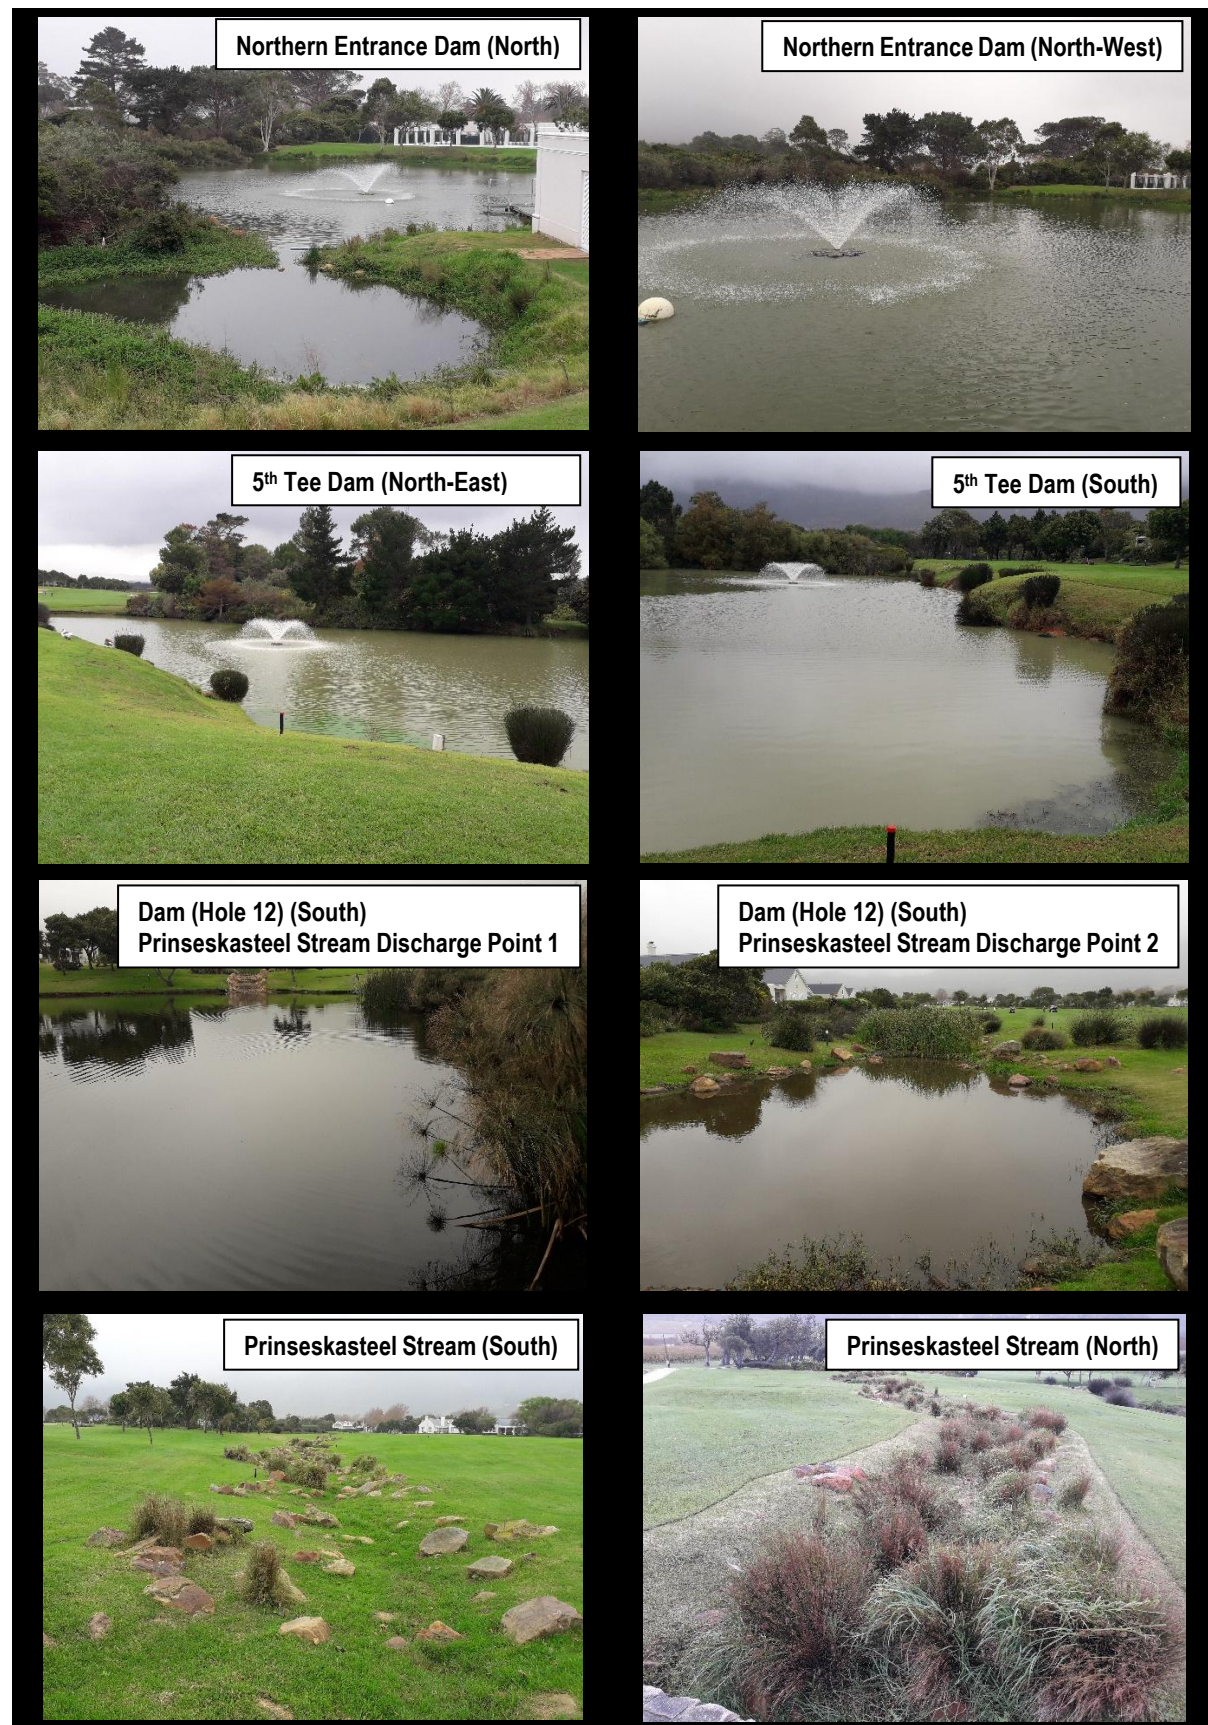 Northern Entrance Dam (North)
Northern Entrance Dam (North-West)
5th Tee Dam (North-East)
5th Tee Dam (South)
Dam (Hole 12) (South)
Prinseskasteel Stream Discharge Point 1
Dam (Hole 12) (South)
Prinseskasteel Stream Discharge Point 2
Prinseskasteel Stream (South)
Prinseskasteel Stream (North)